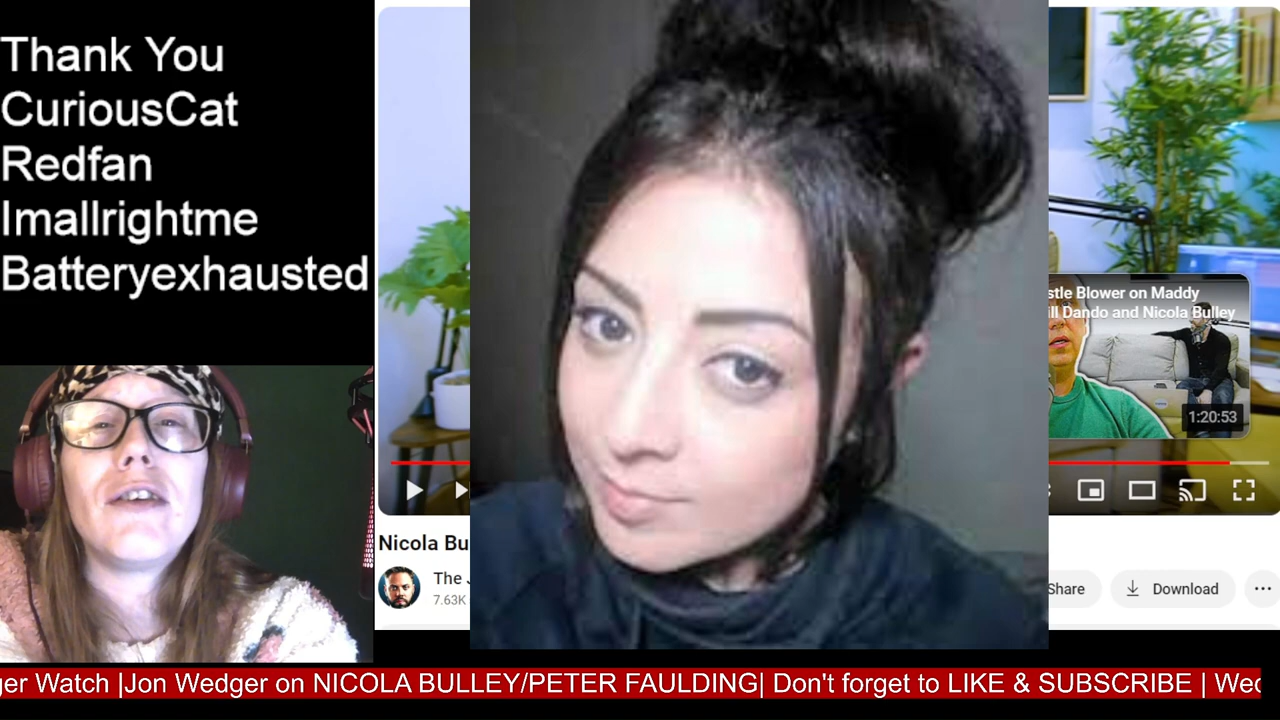 Thank You
CuriousCat
Redfan
Imallrightme
Batteryexhausted
stle Blower on Maddy
ill Dando and Nicola Bulley
1:20:53
Nicola Bu
The J
7.63K
Share
Download
ger Watch |Jon Wedger on NICOLA BULLEY/PETER FAULDING| Don't forget to LIKE & SUBSCRIBE | Wed